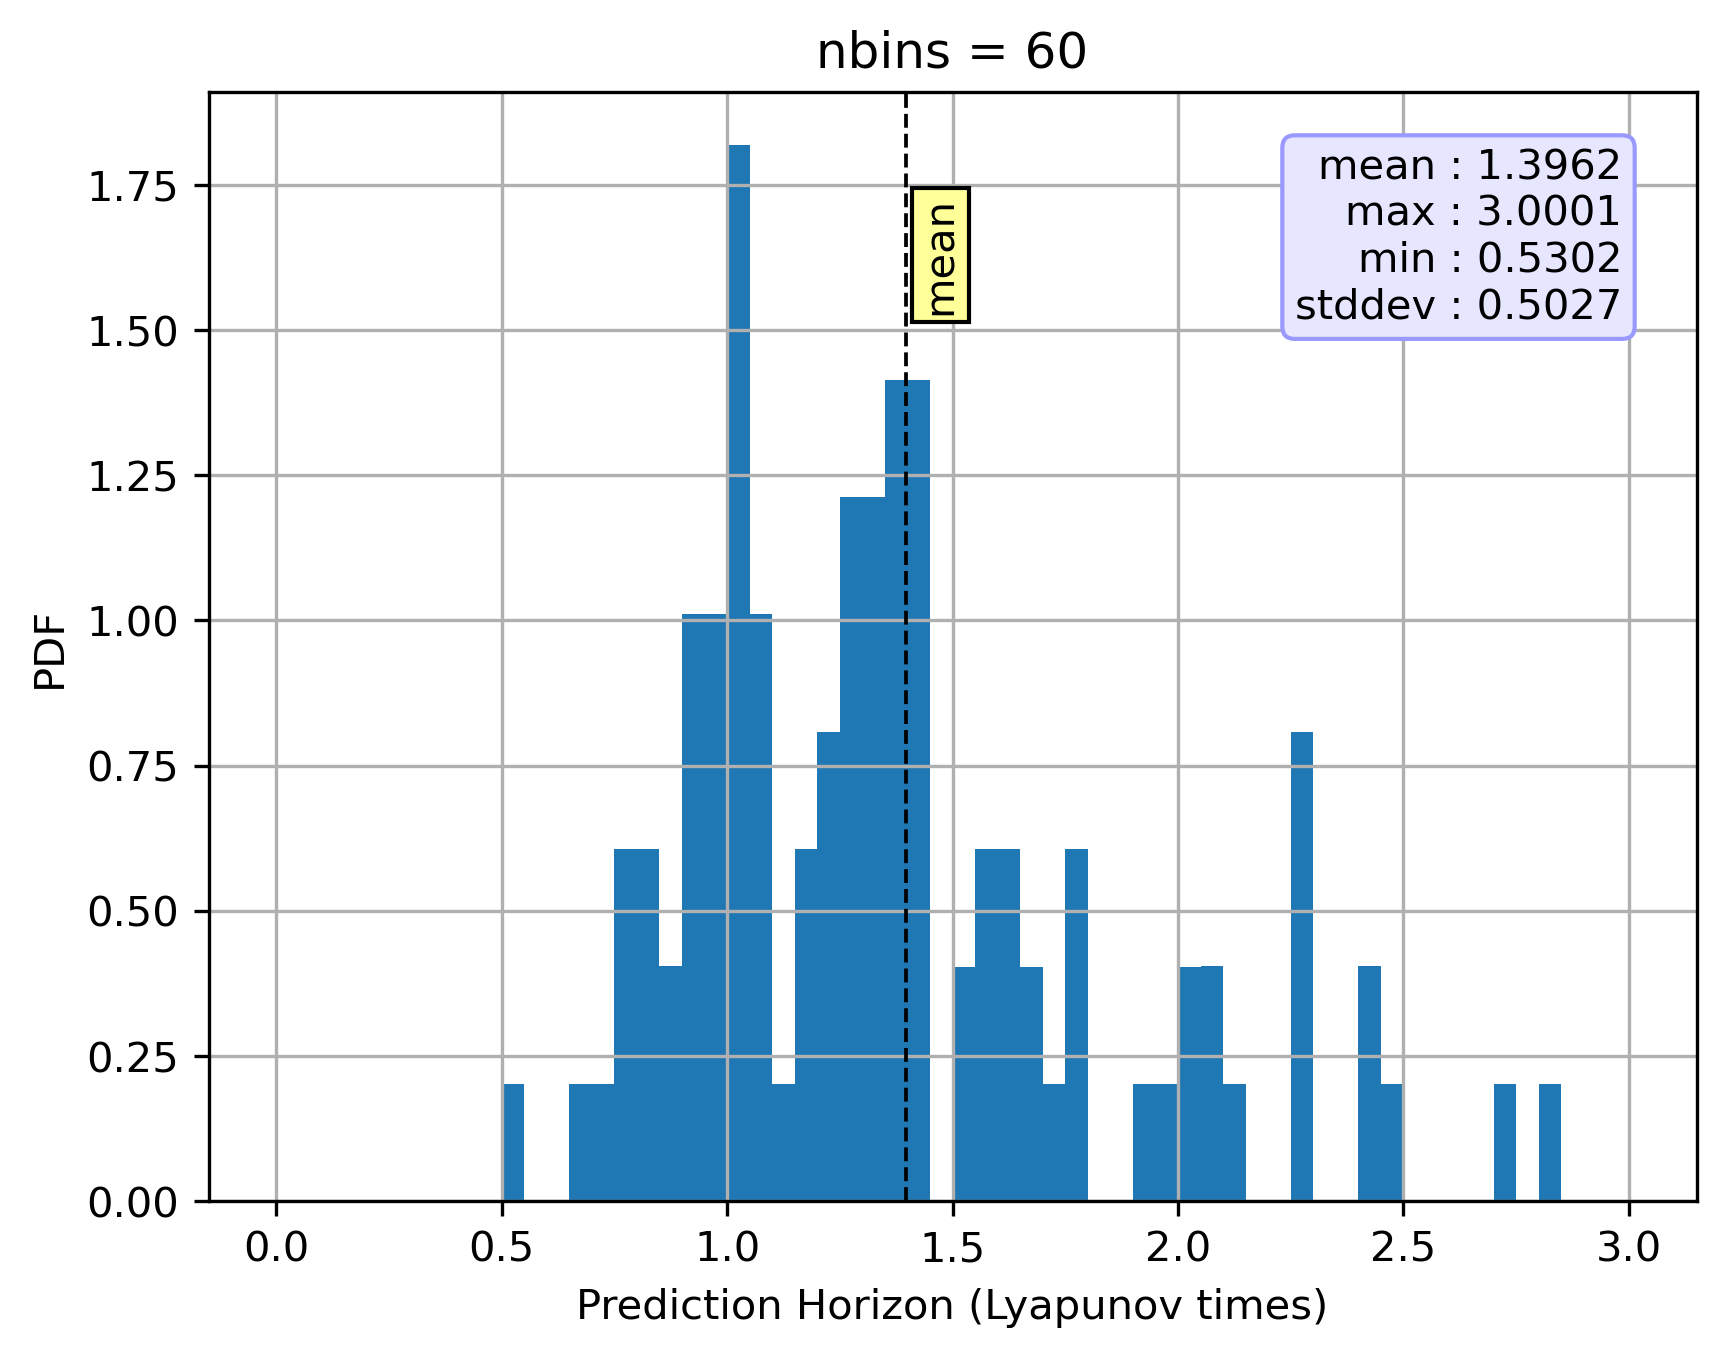 nbins = 60
mean : 1.3962
max : 3.0001
min : 0.5302
stddev : 0.5027
mean
PDF
1.75
1.50
1.25
1.00
0.75
0.50
0.25
0.00
0.0 0.5 1.0 1.5 2.0 2.5 3.0
Prediction Horizon (Lyapunov times)